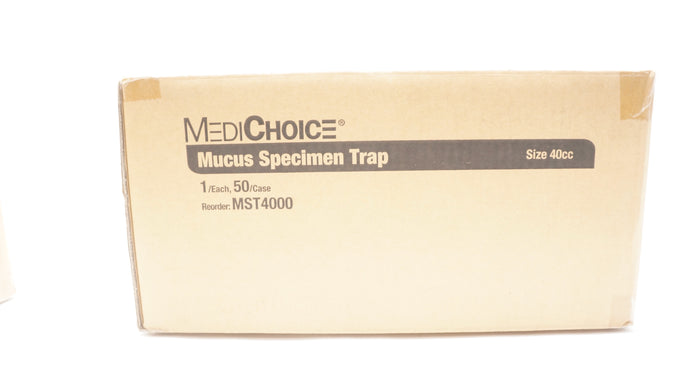 MEDICHOICE®
Mucus Specimen Trap Size 40cc
1/Each, 50/Case
Reorder: MST4000